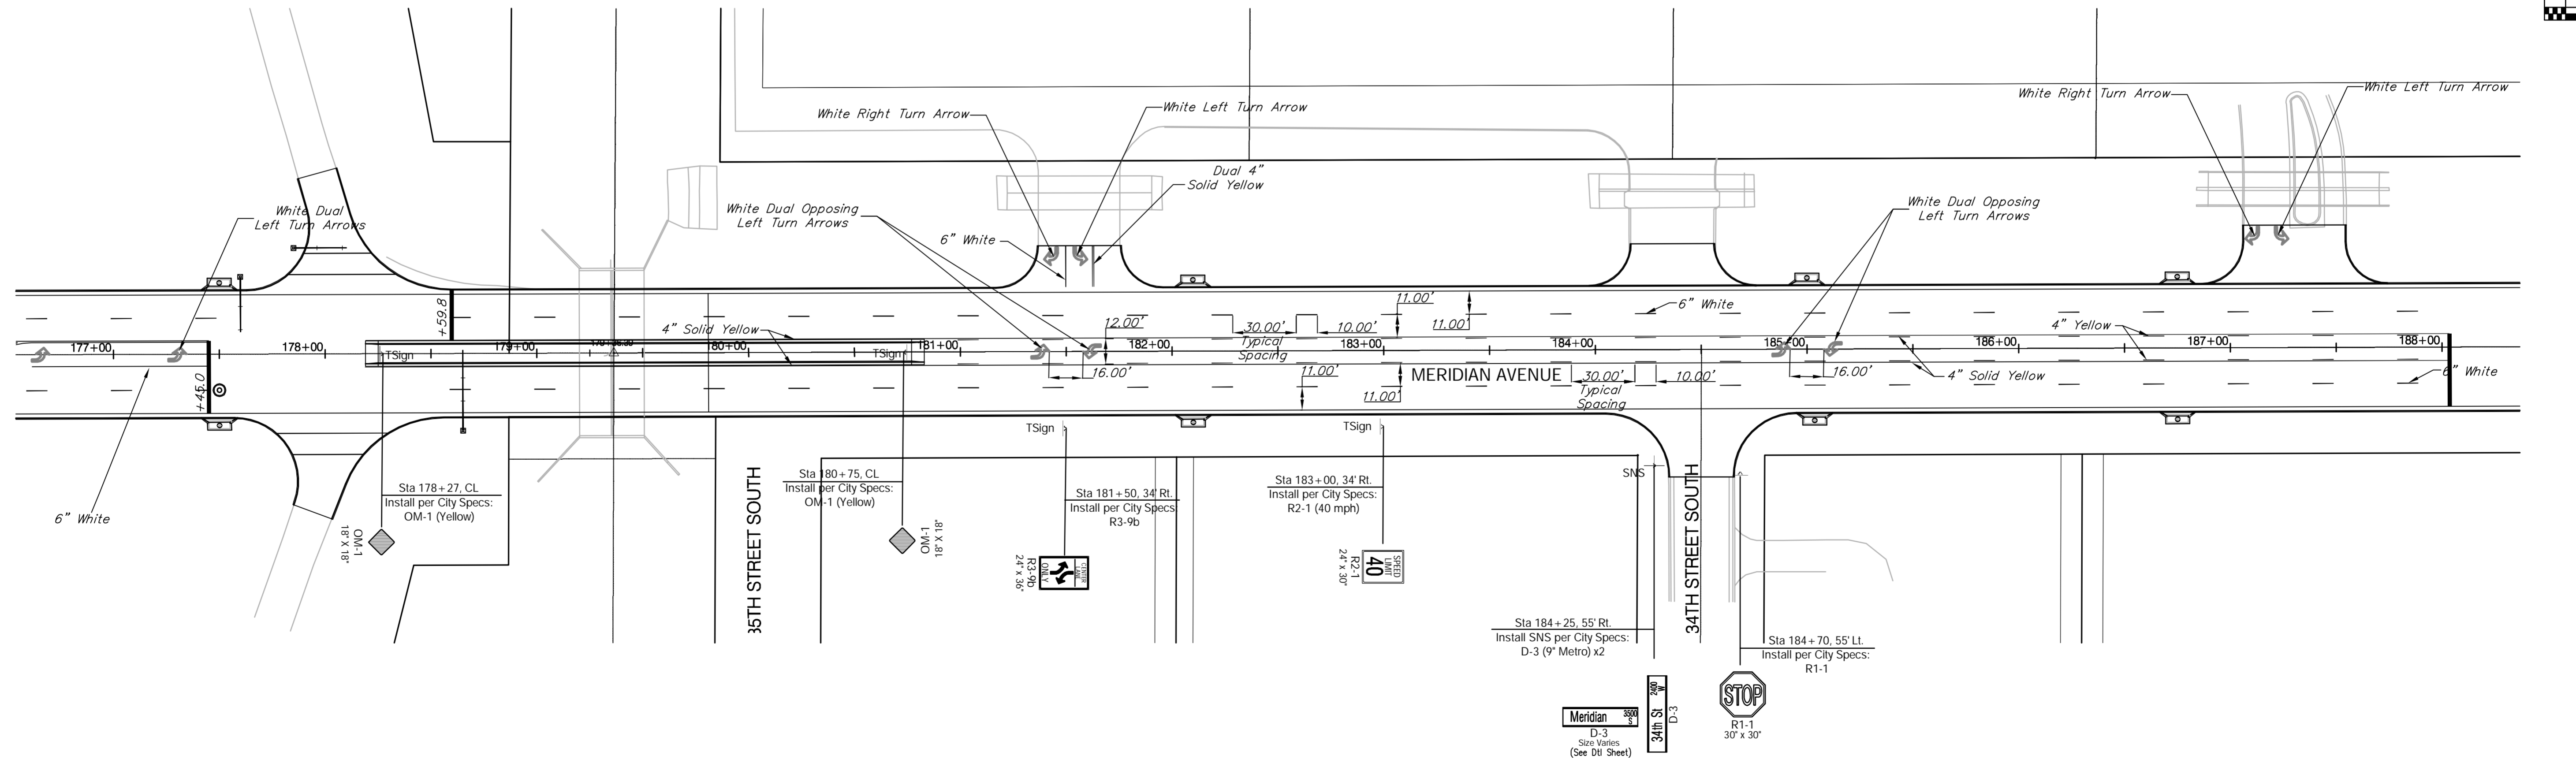 White Right Turn Arrow
White Left Turn Arrow
White Right Turn Arrow
White Left Turn Arrow
Dual 4"
Solid Yellow
White Dual
Left Turn Arrows
White Dual Opposing
Left Turn Arrows
6" White
White Dual Opposing
Left Turn Arrows
+59.8
4" Solid Yellow
12.00'
30.00'
Typical
Spacing
10.00'
11.00'
11.00'
6" White
4" Yellow
177+00
178+00
TSign
179+00
180+00
TSign
181+00
182+00
183+00
184+00
185+00
186+00
187+00
188+00
+45.0
16.00'
11.00'
11.00'
MERIDIAN AVENUE
30.00'
Typical
Spacing
10.00'
16.00'
4" Solid Yellow
6" White
TSign
TSign
6" White
Sta 178+27, CL
Install per City Specs:
OM-1 (Yellow)
OM-1
18" X 18"
35TH STREET SOUTH
Sta 180+75, CL
Install per City Specs:
OM-1 (Yellow)
OM-1
18" X 18"
Sta 181+50, 34' Rt.
Install per City Specs:
R3-9b
R3-9b
24" x 36"
CENTER
LANE
ONLY
Sta 183+00, 34' Rt.
Install per City Specs:
R2-1 (40 mph)
R2-1
24" x 30"
SPEED
LIMIT
40
SNS
34TH STREET SOUTH
Sta 184+25, 55' Rt.
Install SNS per City Specs:
D-3 (9" Metro) x2
Sta 184+70, 55' Lt.
Install per City Specs:
R1-1
Meridian 3500 S
D-3
Size Varies
(See Dtl Sheet)
34th St 2400 W
D-3
STOP
R1-1
30" x 30"